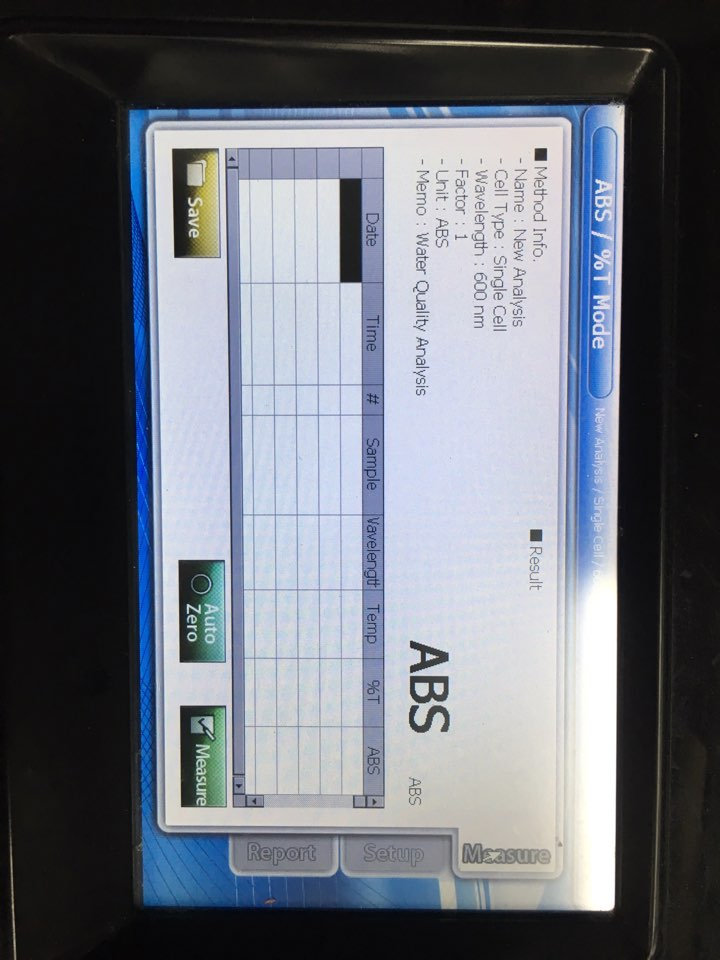 ABS / %T Mode
New Analysis / Single Cell /
■ Method Info.
- Name : New Analysis
- Cell Type : Single Cell
- Wavelength : 600 nm
- Factor : 1
- Unit : ABS
- Memo : Water Quality Analysis
■ Result
ABS ABS
Date Time # Sample Wavelength Temp %T ABS
Save
Auto
Zero
Measure
Measure
Setup
Report